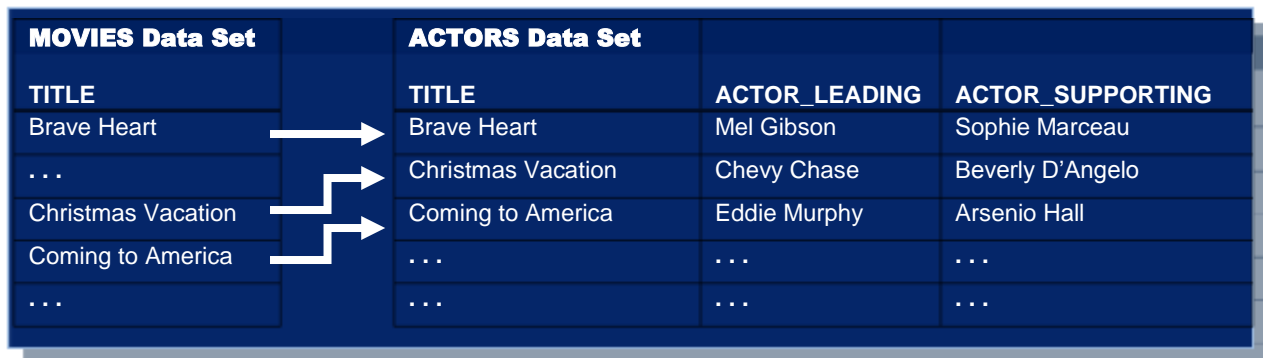 MOVIES Data Set ACTORS Data Set
TITLE TITLE ACTOR_LEADING ACTOR_SUPPORTING
Brave Heart Brave Heart Mel Gibson Sophie Marceau
. . . Christmas Vacation Chevy Chase Beverly D’Angelo
Christmas Vacation Coming to America Eddie Murphy Arsenio Hall
Coming to America . . . . . . . . .
. . . . . . . . . . . .